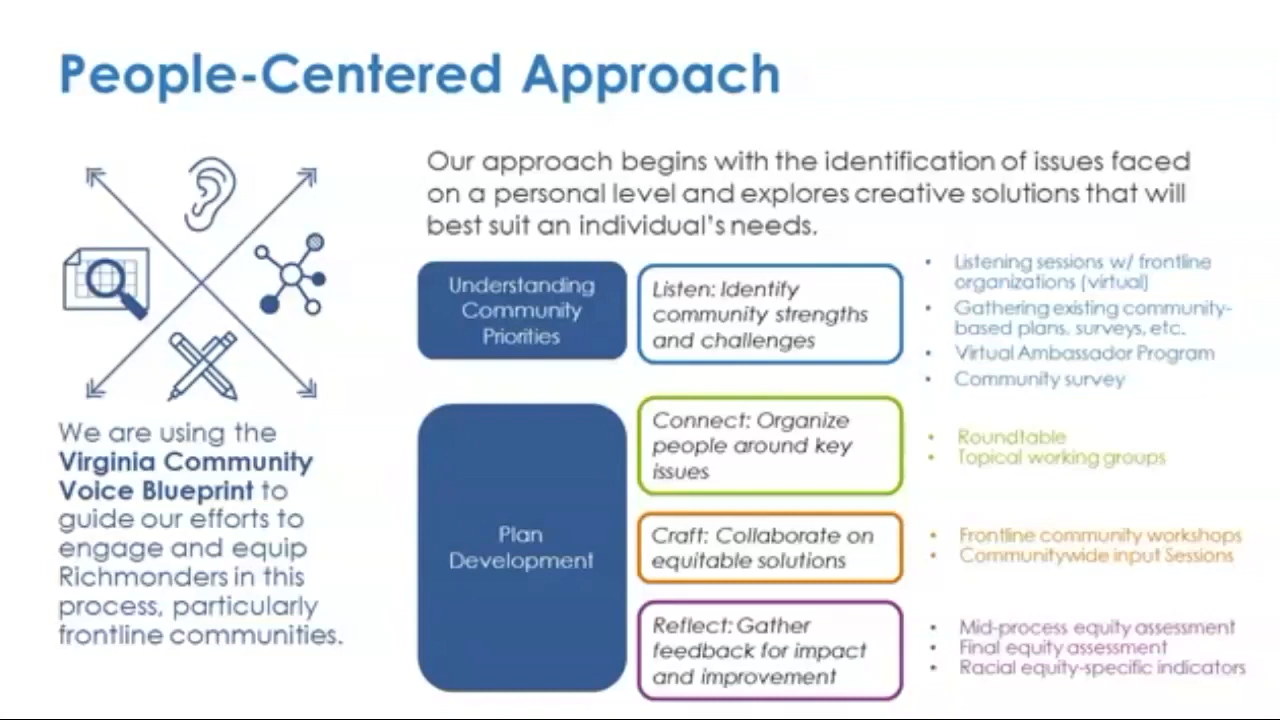 People-Centered Approach
Our approach begins with the identification of issues faced
on a personal level and explores creative solutions that will
best suit an individual's needs.
We are using the
Virginia Community
Voice Blueprint to
guide our efforts to
engage and equip
Richmonders in this
process, particularly
frontline communities.
Understanding
Community
Priorities
Listen: Identify
community strengths
and challenges
• Listening sessions w/ frontline
organizations (virtual)
• Gathering existing community-
based plans, surveys, etc.
• Virtual Ambassador Program
• Community survey
Plan
Development
Connect: Organize
people around key
issues
• Roundtable
• Topical working groups
Craft: Collaborate on
equitable solutions
• Frontline community workshops
• Communitywide input Sessions
Reflect: Gather
feedback for impact
and improvement
• Mid-process equity assessment
• Final equity assessment
• Racial equity-specific indicators